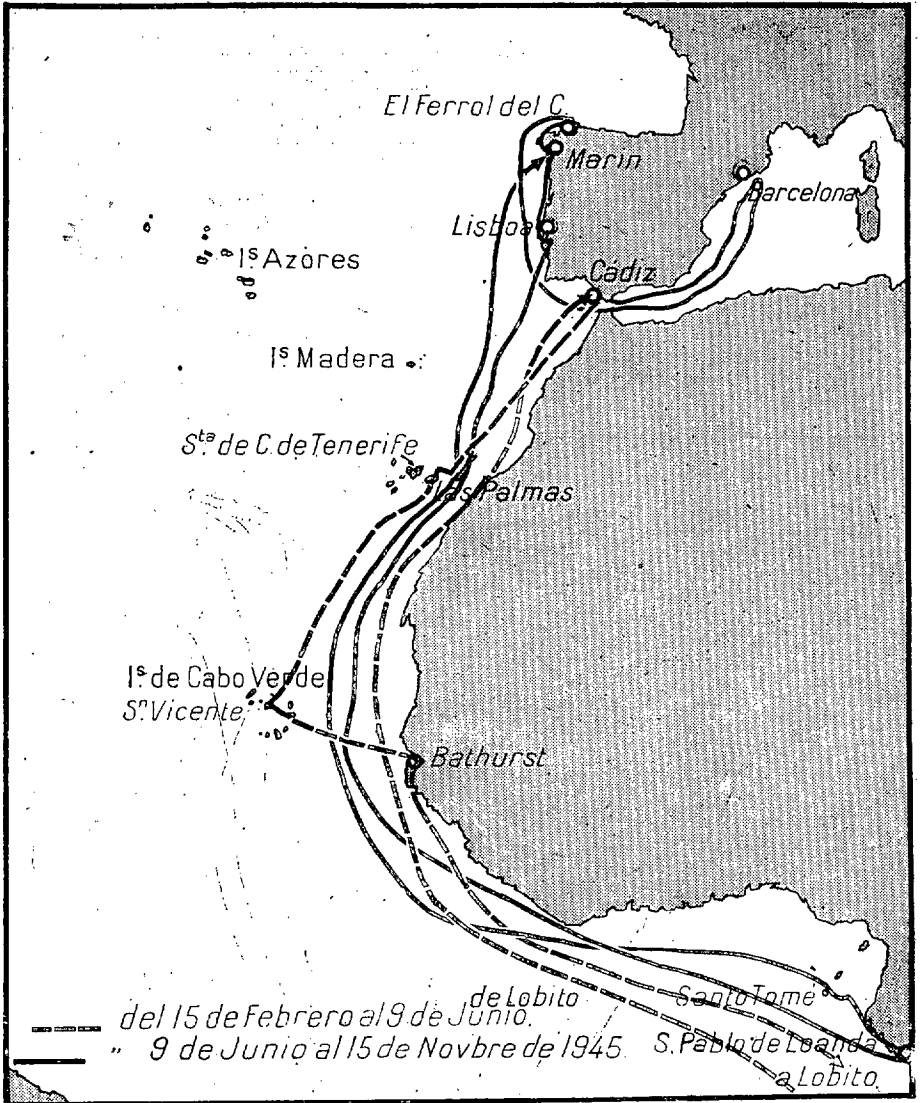 El Ferrol del C.
Marin
Barcelona
Lisboa
Iˢ Azores
Cádiz
Iˢ Madera
Sᵗᵃ de C. de Tenerife
Las Palmas
Iˢ de Cabo Verde
Sⁿ Vicente
Bathurst
de Lobito
Santo Tomé
del 15 de Febrero al 9 de Junio.
" 9 de Junio al 15 de Novbre de 1945.
S. Pablo de Loanda
a Lobito